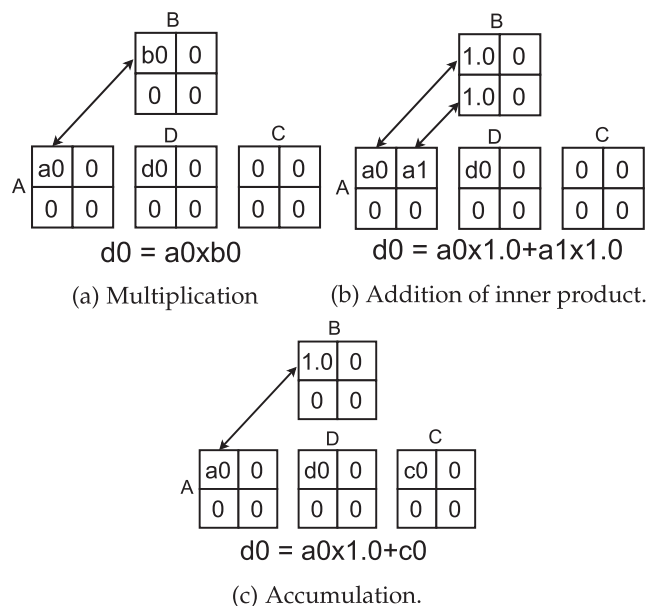 B
b0 0
0 0
D
C
A
a0 0
0 0
d0 0
0 0
0 0
0 0
d0 = a0xb0
(a) Multiplication
B
1.0 0
1.0 0
D
C
A
a0 a1
0 0
d0 0
0 0
0 0
0 0
d0 = a0x1.0+a1x1.0
(b) Addition of inner product.
B
1.0 0
0 0
D
C
A
a0 0
0 0
d0 0
0 0
c0 0
0 0
d0 = a0x1.0+c0
(c) Accumulation.